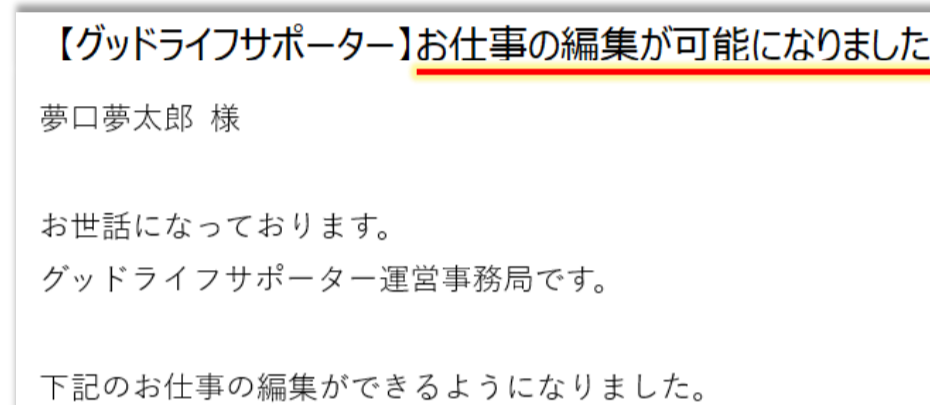 【グッドライフサポーター】お仕事の編集が可能になりました
夢口夢太郎 様
お世話になっております。
グッドライフサポーター運営事務局です。
下記のお仕事の編集ができるようになりました。